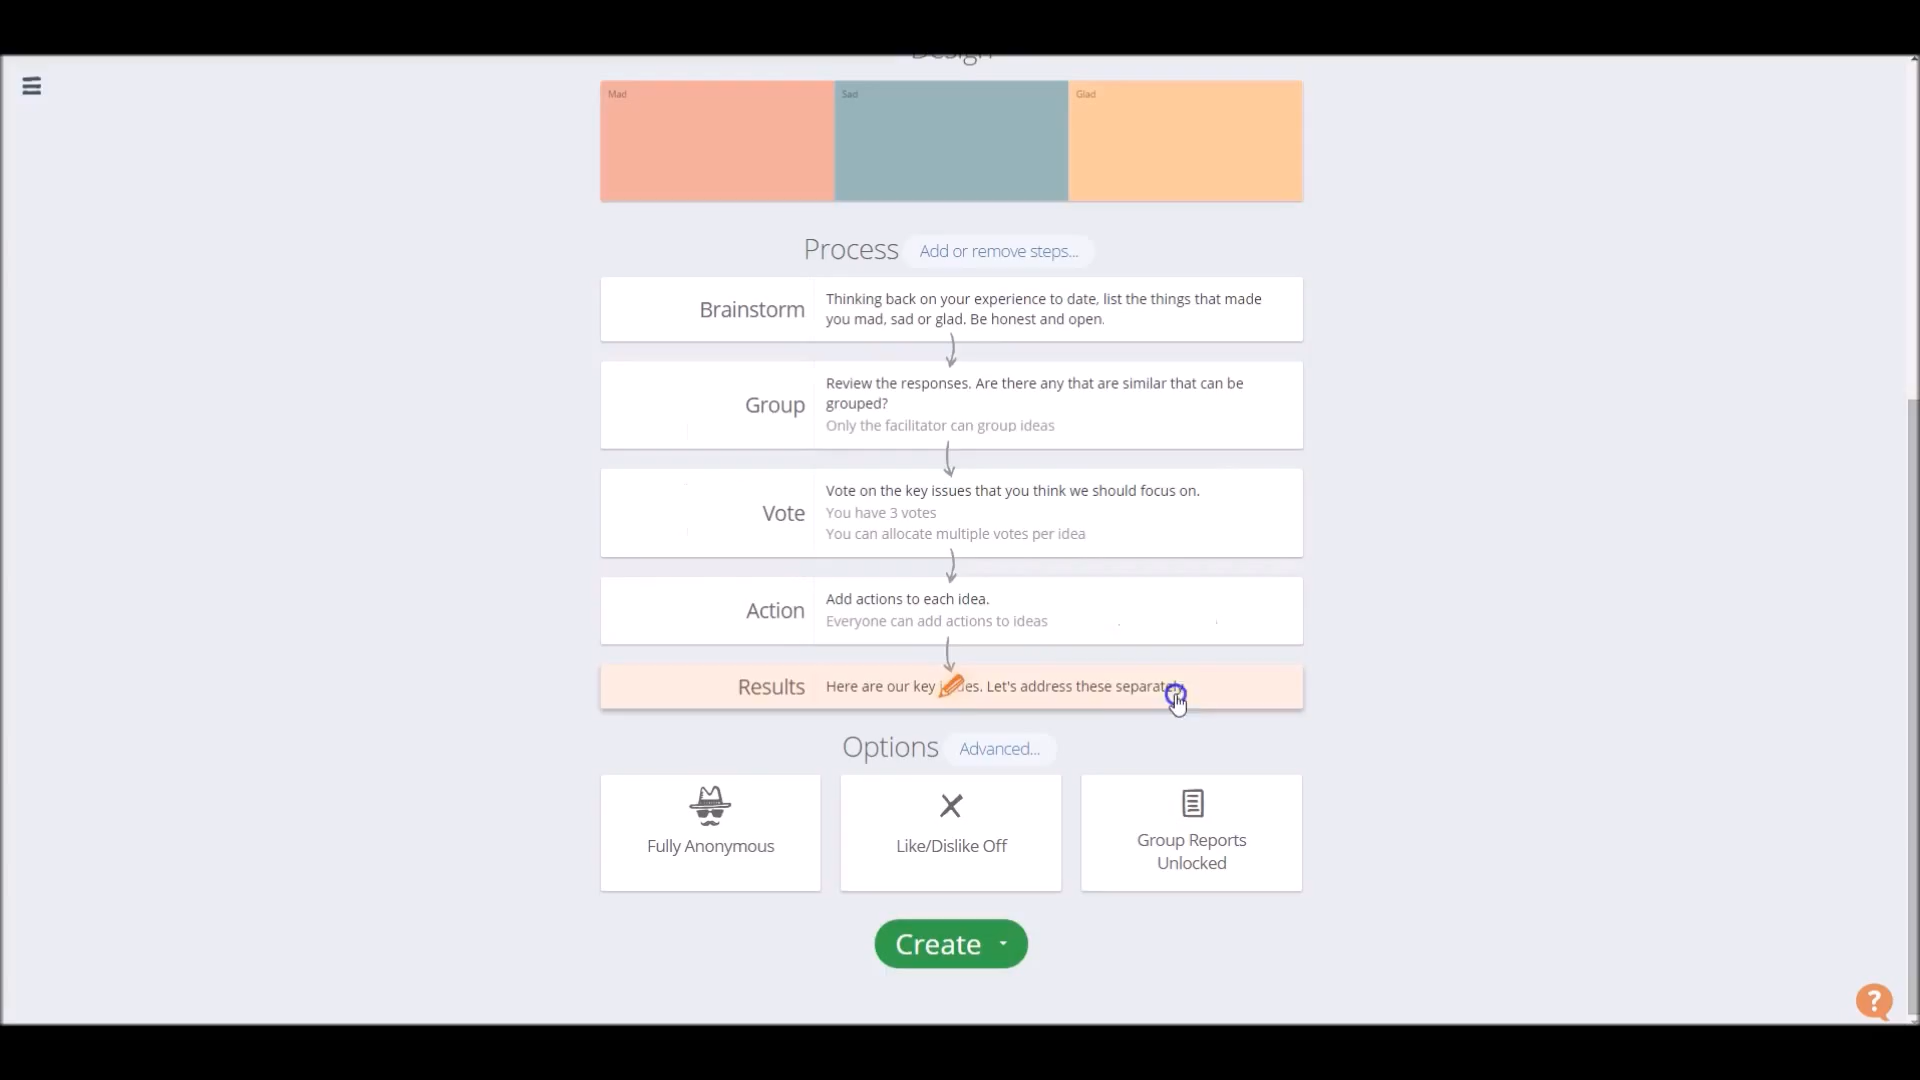 Design
Mad
Sad
Glad
Process
Add or remove steps...
Brainstorm
Thinking back on your experience to date, list the things that made
you mad, sad or glad. Be honest and open.
Group
Review the responses. Are there any that are similar that can be
grouped?
Only the facilitator can group ideas
Vote
Vote on the key issues that you think we should focus on.
You have 3 votes
You can allocate multiple votes per idea
Action
Add actions to each idea.
Everyone can add actions to ideas
Results
Here are our key Let's address these separately
Options
Advanced...
Fully Anonymous
Like/Dislike Off
Group Reports
Unlocked
Create
?